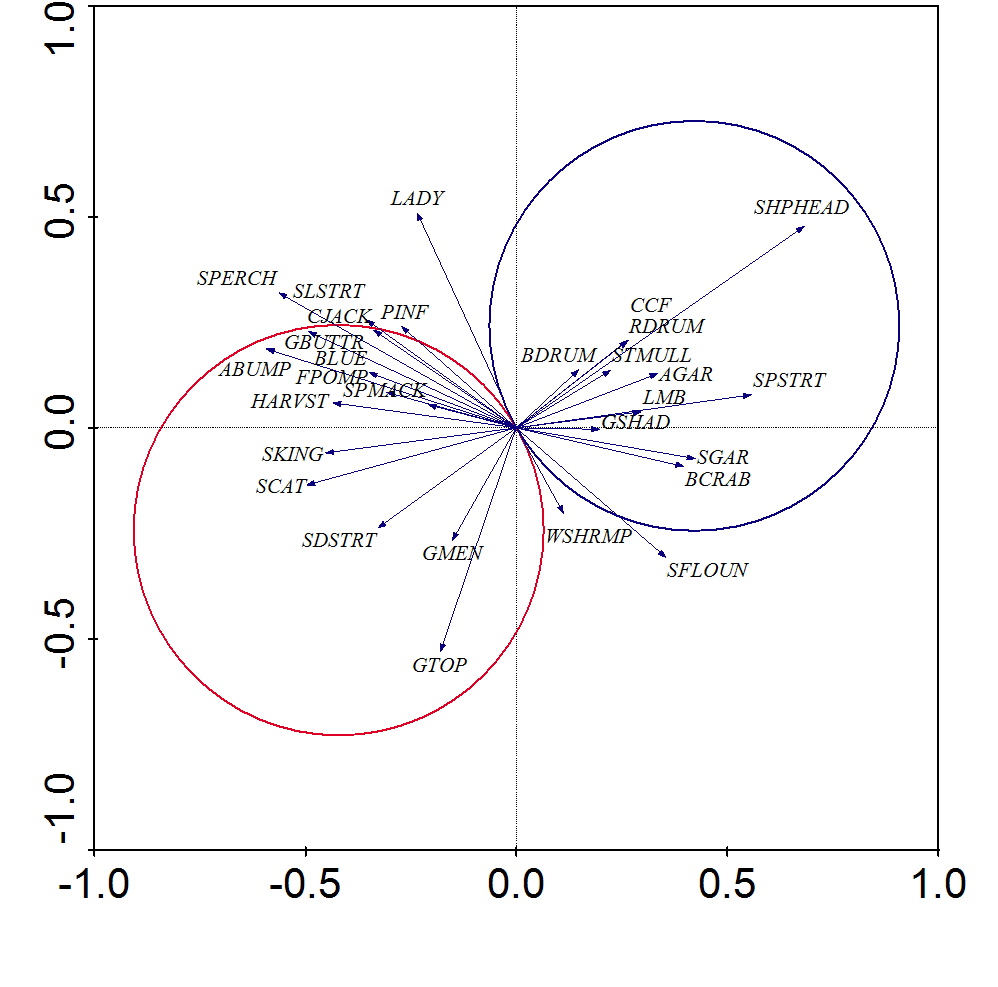 1.0
0.5
0.0
-0.5
-1.0
LADY
SHPHEAD
SPERCH
SLSTRT
CJACK
PINF
CCF
RDRUM
GBUTTR
BLUE
BDRUM
STMULL
ABUMP
FPOMP
AGAR
SPSTRT
HARVST
SPMACK
LMB
GSHAD
SKING
SGAR
SCAT
BCRAB
SDSTRT
GMEN
WSHRMP
SFLOUN
GTOP
-1.0
-0.5
0.0
0.5
1.0